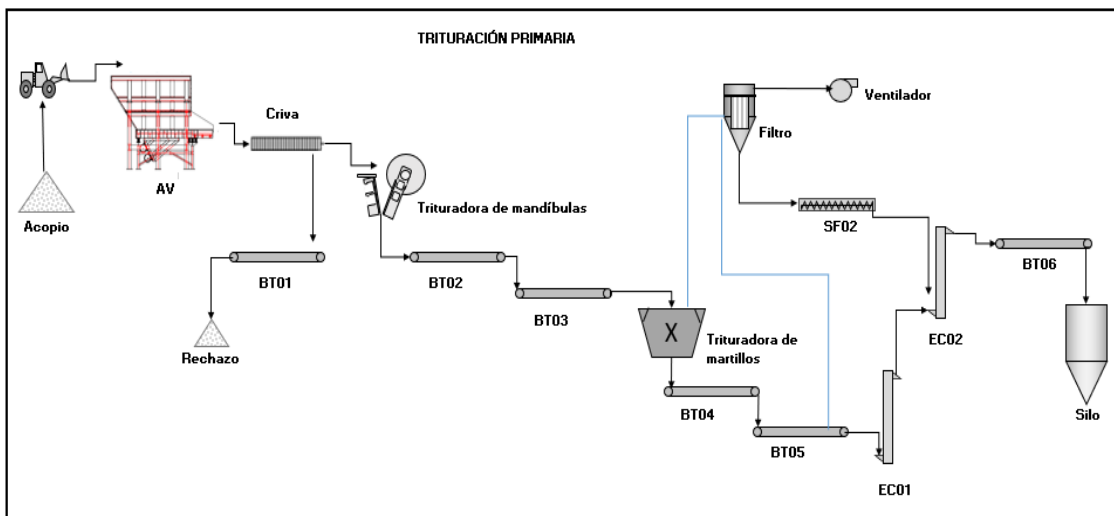 TRITURACIÓN PRIMARIA
Acopio
AV
Criva
Trituradora de mandíbulas
BT01
Rechazo
BT02
BT03
X
Trituradora de
martillos
BT04
BT05
Filtro
Ventilador
SF02
EC01
EC02
BT06
Silo